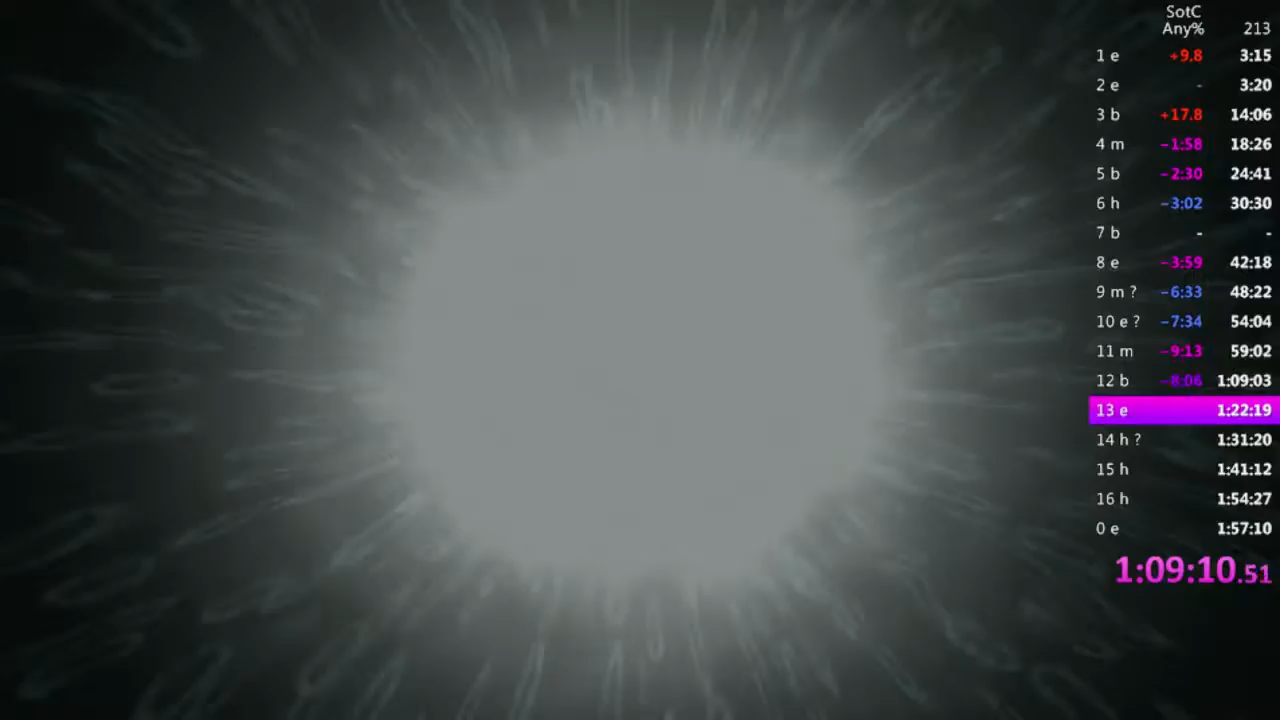 SotC
Any% 213
1 e +9.8 3:15
2 e - 3:20
3 b +17.8 14:06
4 m -1:58 18:26
5 b -2:30 24:41
6 h -3:02 30:30
7 b - -
8 e -3:59 42:18
9 m ? -6:33 48:22
10 e ? -7:34 54:04
11 m -9:13 59:02
12 b -8:06 1:09:03
13 e 1:22:19
14 h ? 1:31:20
15 h 1:41:12
16 h 1:54:27
0 e 1:57:10
1:09:10.51